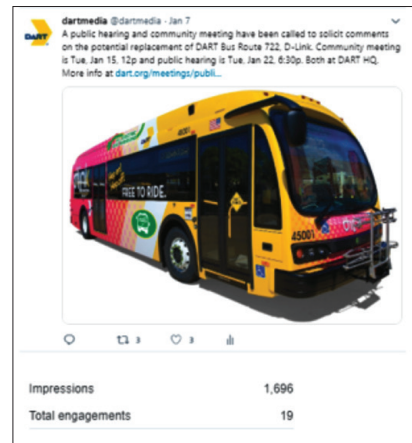 dartmedia @dartmedia · Jan 7
A public hearing and community meeting have been called to solicit comments
on the potential replacement of DART Bus Route 722, D-Link. Community meeting
is Tue, Jan 15, 12p and public hearing is Tue, Jan 22, 6:30p. Both at DART HQ.
More info at dart.org/meetings/publi...
DART
FREE TO RIDE.
45001
3 3
Impressions 1,696
Total engagements 19